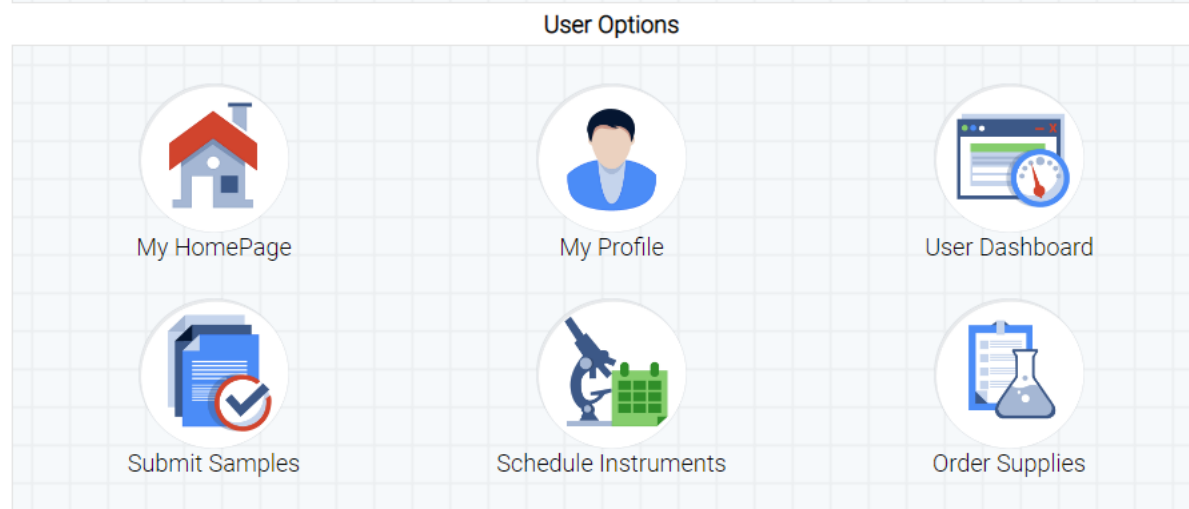 User Options
My HomePage
My Profile
User Dashboard
Submit Samples
Schedule Instruments
Order Supplies